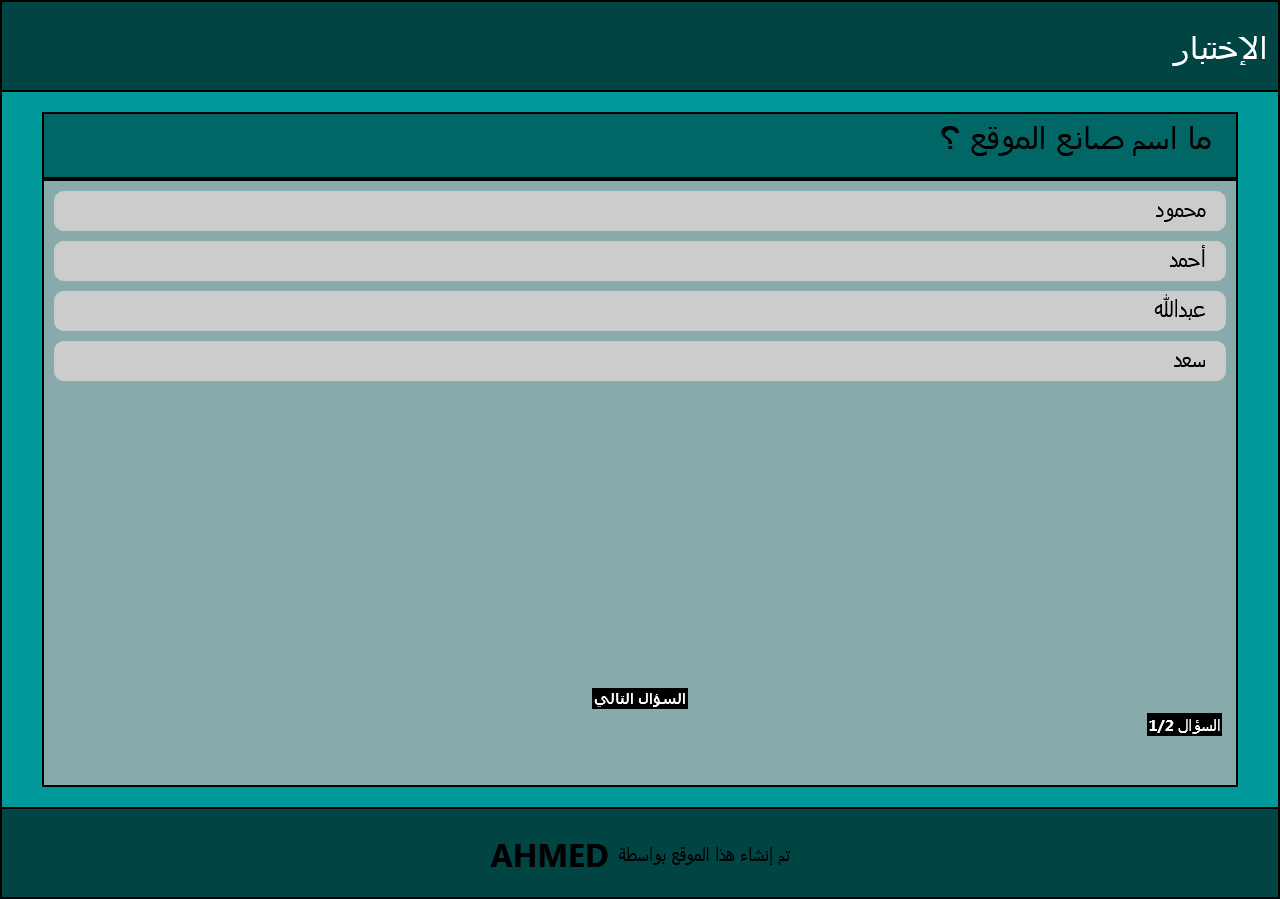 الإختبار
ما اسم صانع الموقع ؟
محمود
أحمد
عبدالله
سعد
السؤال التالي
السؤال 1/2
تم إنشاء هذا الموقع بواسطة AHMED